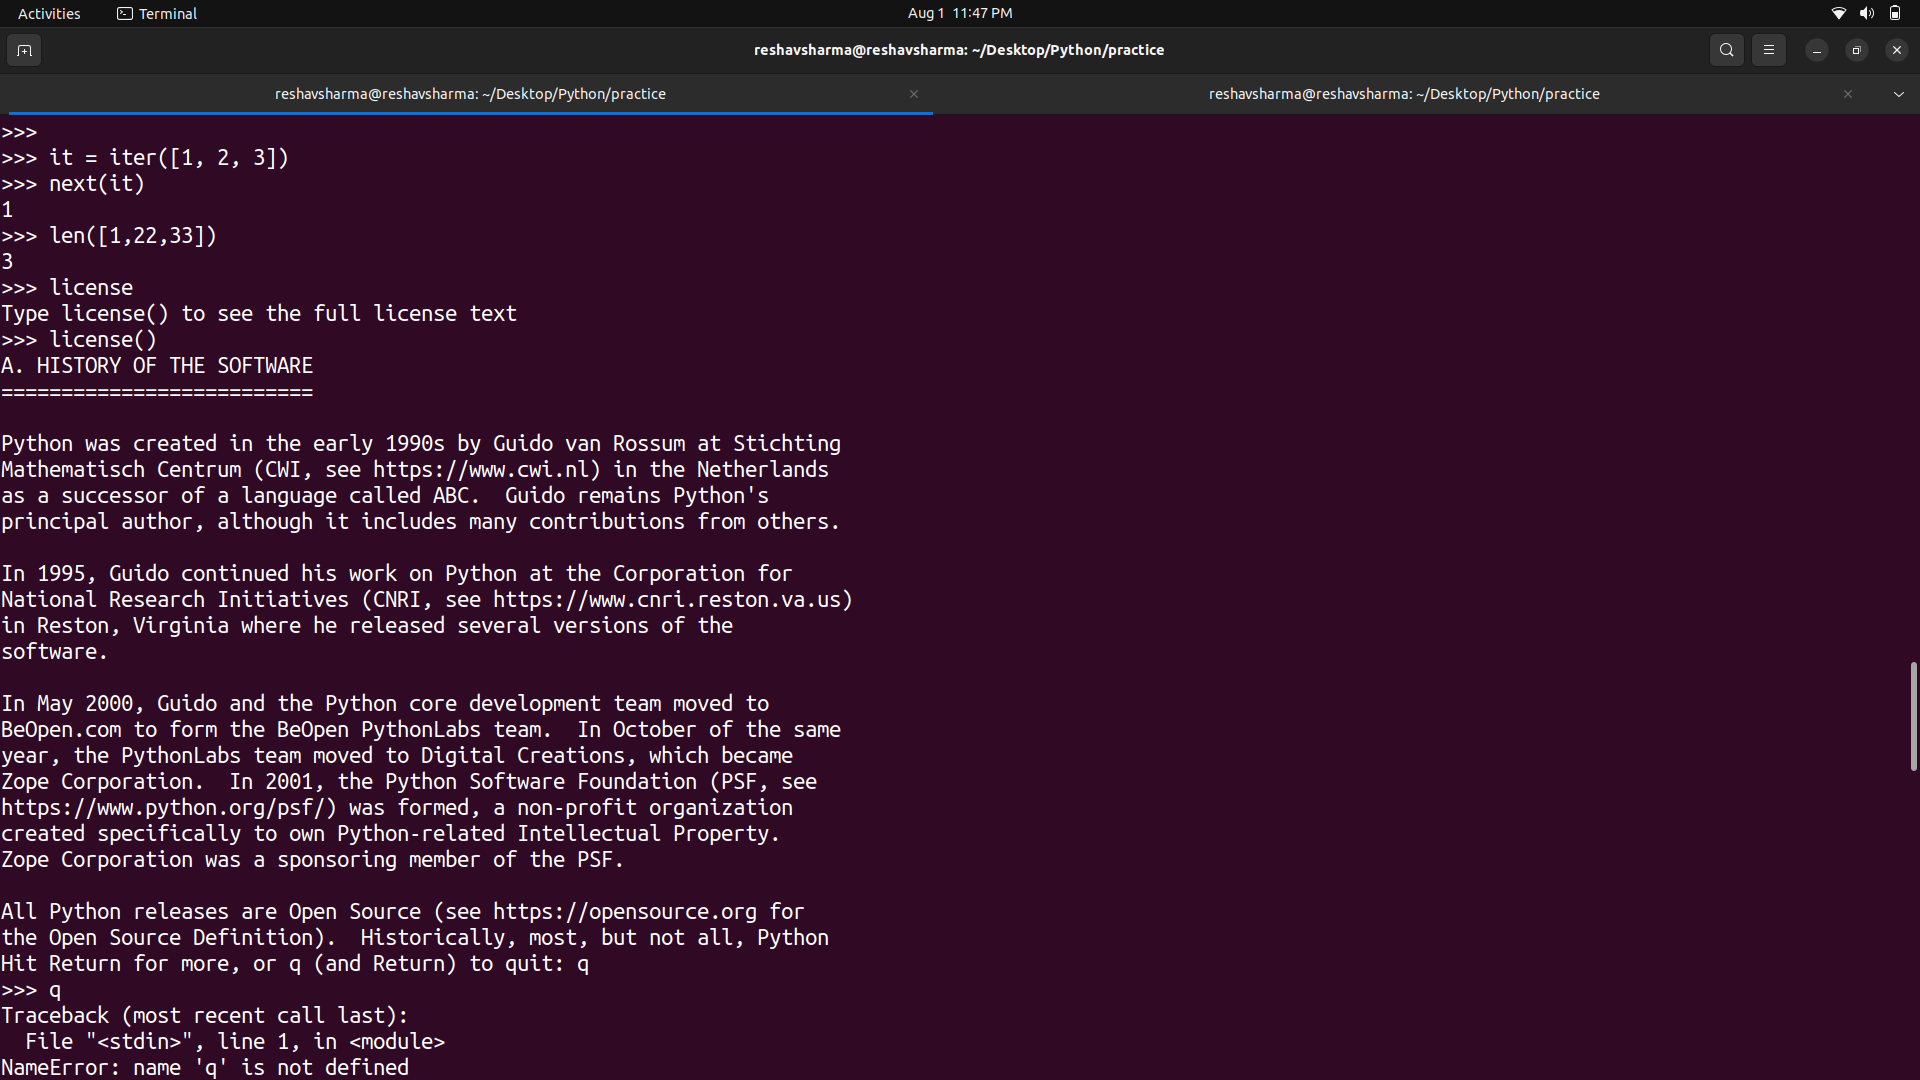 Activities Terminal Aug 1 11:47 PM
reshavsharma@reshavsharma: ~/Desktop/Python/practice
reshavsharma@reshavsharma: ~/Desktop/Python/practice reshavsharma@reshavsharma: ~/Desktop/Python/practice
>>>
>>> it = iter([1, 2, 3])
>>> next(it)
1
>>> len([1,22,33])
3
>>> license
Type license() to see the full license text
>>> license()
A. HISTORY OF THE SOFTWARE
==========================

Python was created in the early 1990s by Guido van Rossum at Stichting
Mathematisch Centrum (CWI, see https://www.cwi.nl) in the Netherlands
as a successor of a language called ABC.  Guido remains Python's
principal author, although it includes many contributions from others.

In 1995, Guido continued his work on Python at the Corporation for
National Research Initiatives (CNRI, see https://www.cnri.reston.va.us)
in Reston, Virginia where he released several versions of the
software.

In May 2000, Guido and the Python core development team moved to
BeOpen.com to form the BeOpen PythonLabs team.  In October of the same
year, the PythonLabs team moved to Digital Creations, which became
Zope Corporation.  In 2001, the Python Software Foundation (PSF, see
https://www.python.org/psf/) was formed, a non-profit organization
created specifically to own Python-related Intellectual Property.
Zope Corporation was a sponsoring member of the PSF.

All Python releases are Open Source (see https://opensource.org for
the Open Source Definition).  Historically, most, but not all, Python
Hit Return for more, or q (and Return) to quit: q
>>> q
Traceback (most recent call last):
  File "<stdin>", line 1, in <module>
NameError: name 'q' is not defined